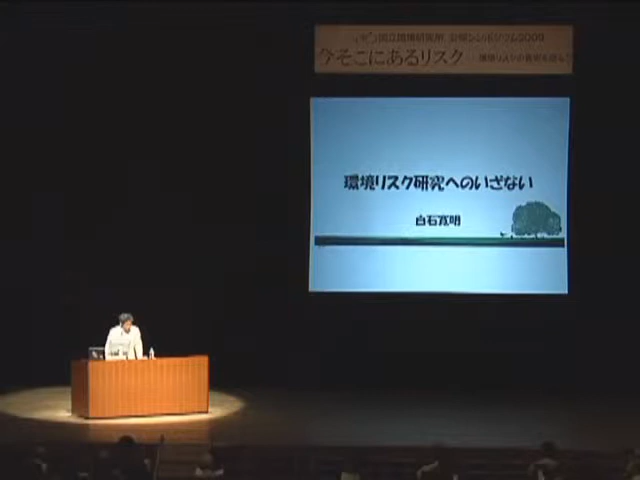 国立環境研究所 公開シンポジウム2009
今そこにあるリスク
環境リスク研究へのいざない
白石寛明